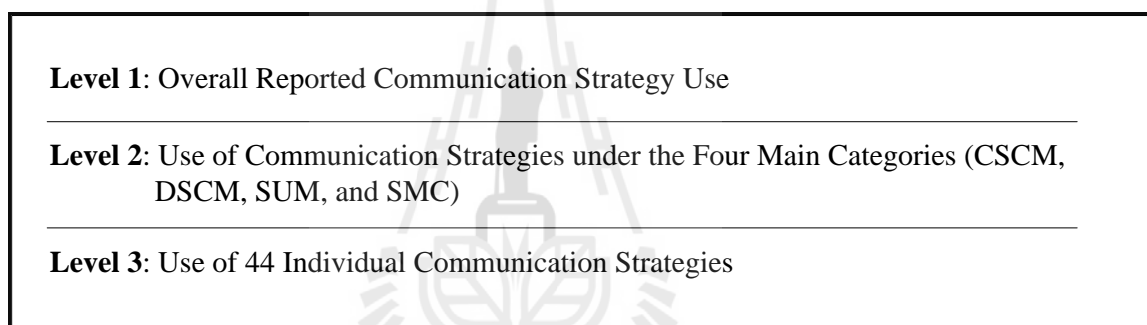 Level 1: Overall Reported Communication Strategy Use
Level 2: Use of Communication Strategies under the Four Main Categories (CSCM,
DSCM, SUM, and SMC)
Level 3: Use of 44 Individual Communication Strategies